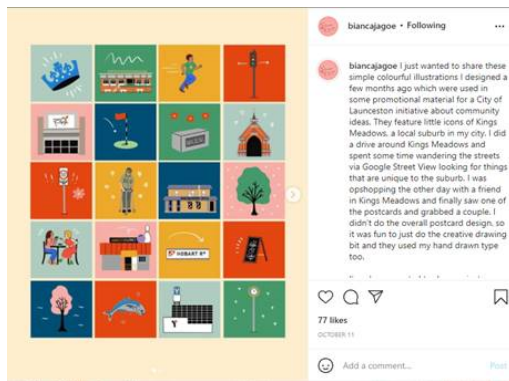 biancajagoe • Following
biancajagoe I just wanted to share these
simple colourful illustrations I designed a
few months ago which were used in
some promotional material for a City of
Launceston initiative about community
ideas. They feature little icons of Kings
Meadows, a local suburb in my city. I did
a drive around Kings Meadows and
spent some time wandering the streets
via Google Street View looking for things
that are unique to the suburb. I was
opshopping the other day with a friend
in Kings Meadows and finally saw one of
the postcards and grabbed a couple. I
didn't do the overall postcard design, so
it was fun to just do the creative drawing
bit and they used my hand drawn type
too.
HOBART RD
77 likes
OCTOBER 11
Add a comment...
Post